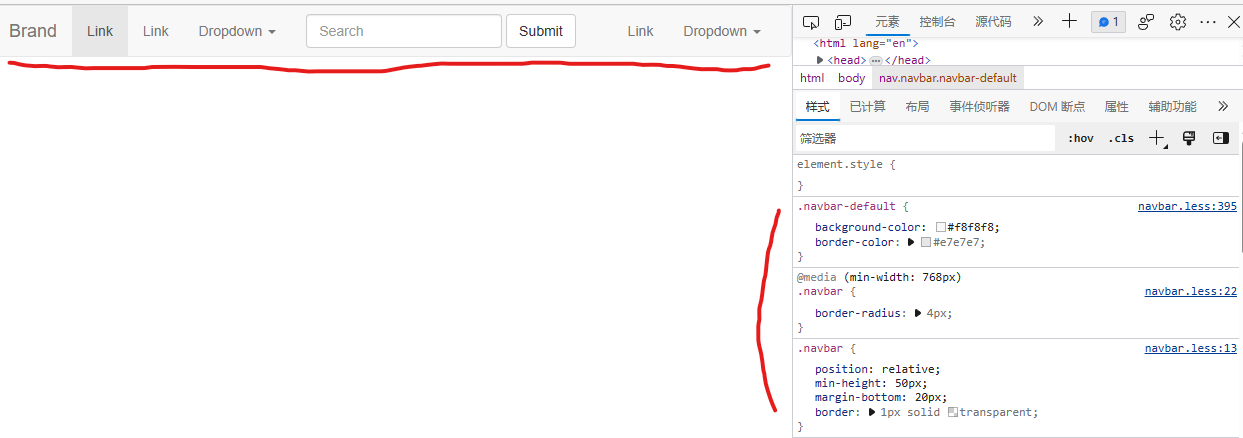 Brand Link Link Dropdown Search Submit Link Dropdown
元素 控制台 源代码 1
<html lang="en">
<head> ⋯ </head>
html body nav.navbar.navbar-default
样式 已计算 布局 事件侦听器 DOM 断点 属性 辅助功能
筛选器 :hov .cls
element.style {
}
.navbar-default { navbar.less:395
background-color: #f8f8f8;
border-color: #e7e7e7;
}
@media (min-width: 768px)
.navbar { navbar.less:22
border-radius: 4px;
}
.navbar { navbar.less:13
position: relative;
min-height: 50px;
margin-bottom: 20px;
border: 1px solid transparent;
}